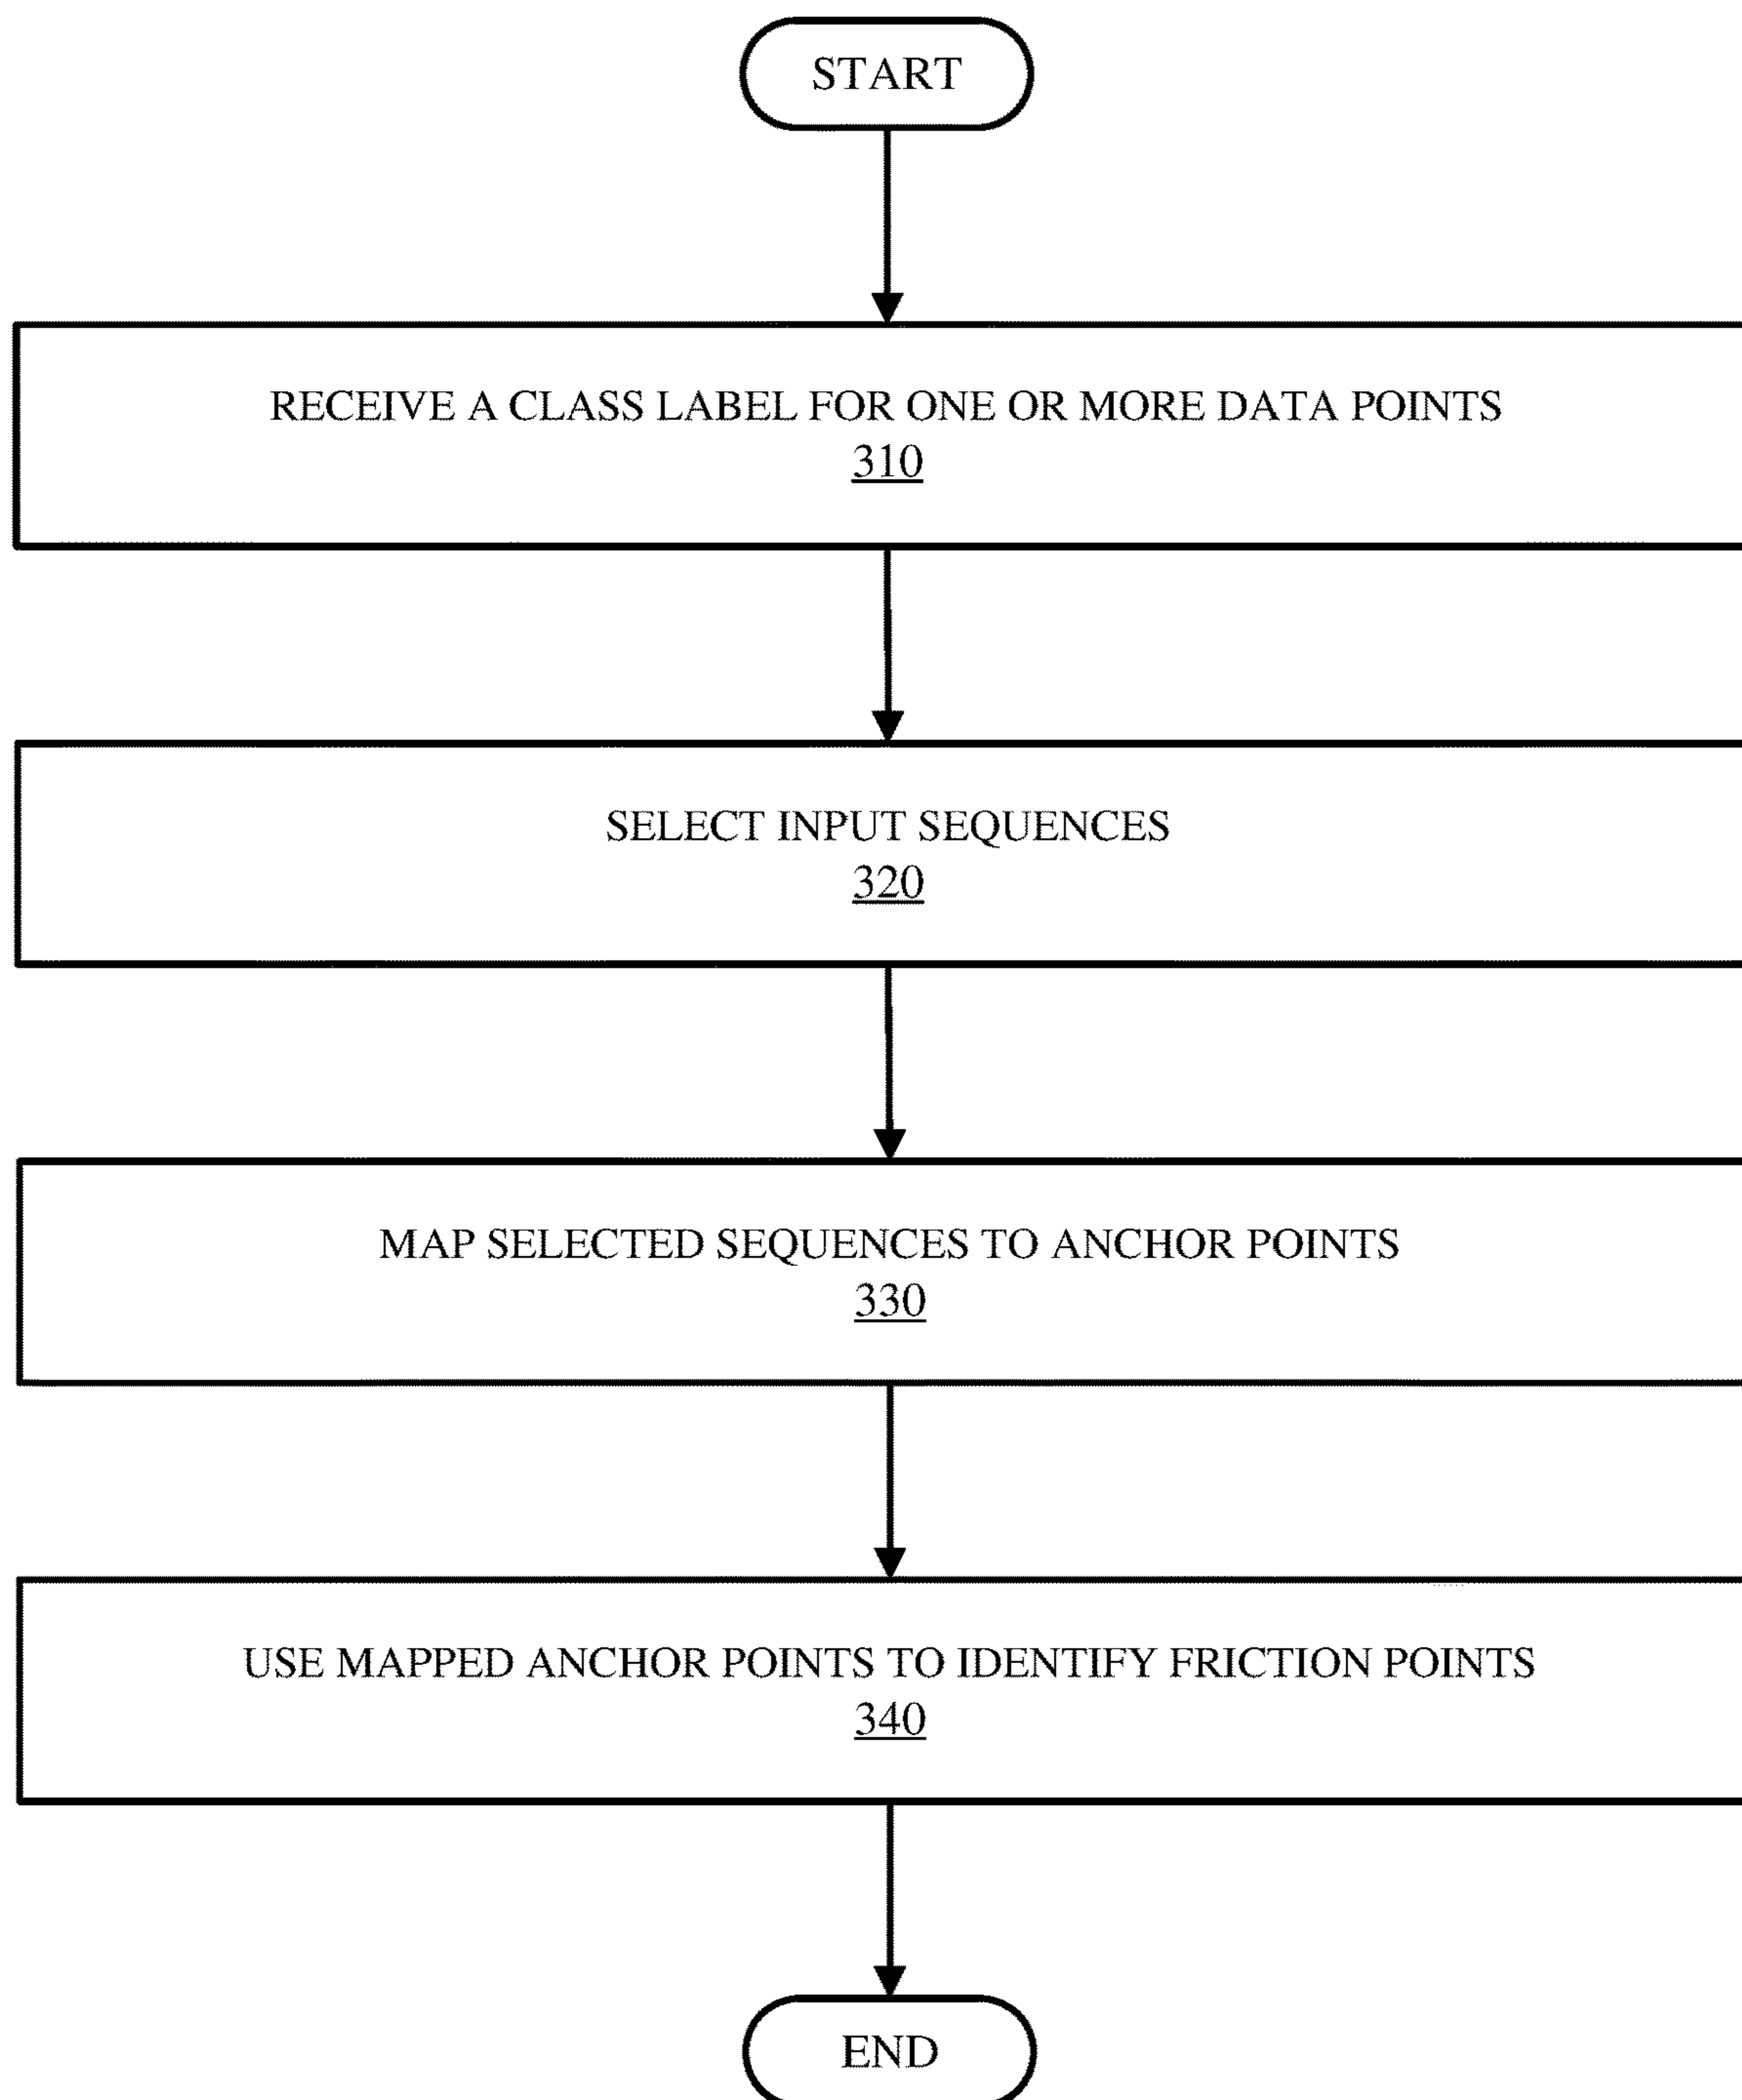 START
RECEIVE A CLASS LABEL FOR ONE OR MORE DATA POINTS
310
SELECT INPUT SEQUENCES
320
MAP SELECTED SEQUENCES TO ANCHOR POINTS
330
USE MAPPED ANCHOR POINTS TO IDENTIFY FRICTION POINTS
340
END